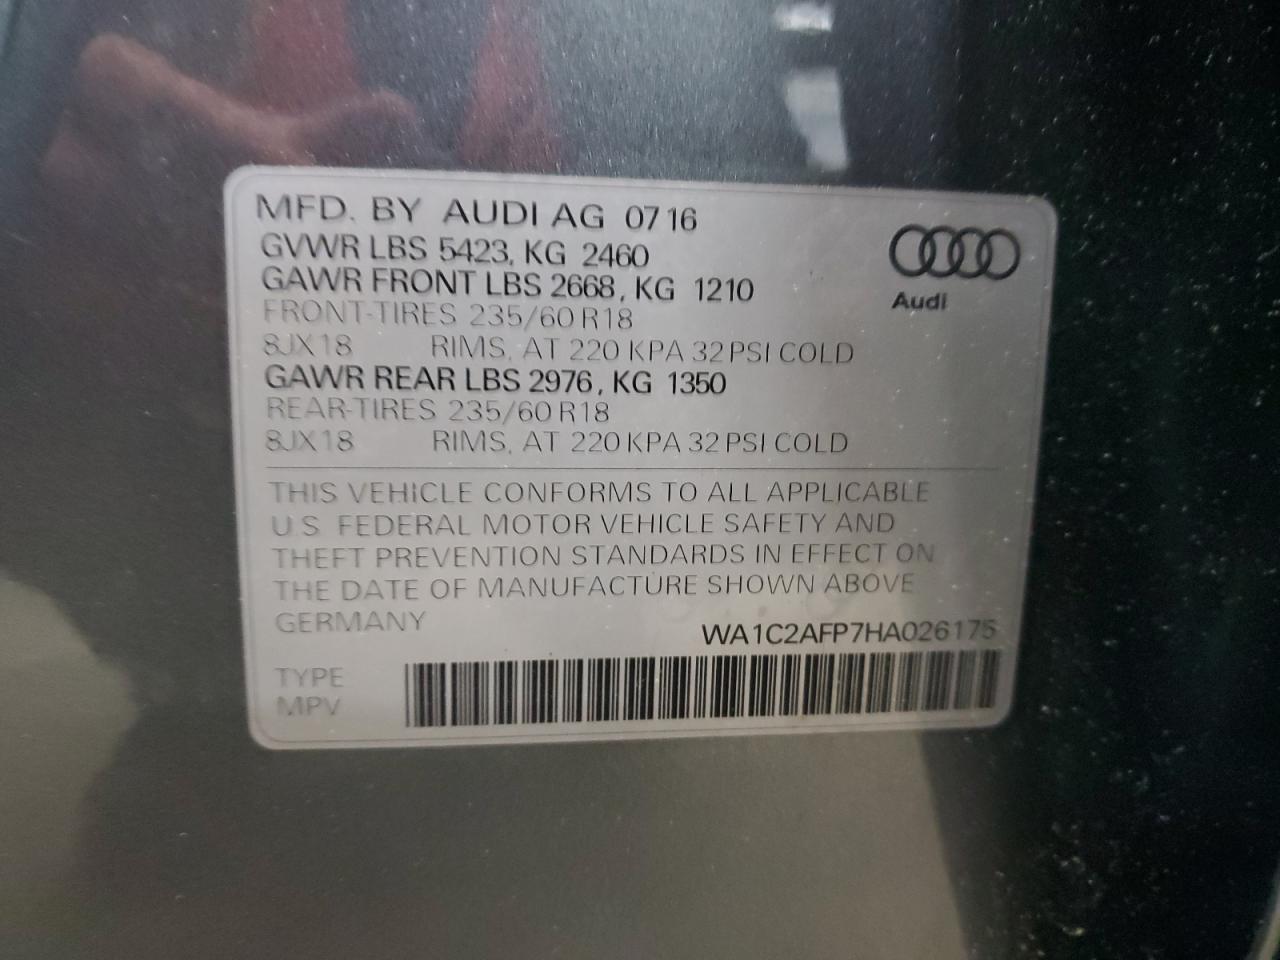 MFD. BY AUDI AG 0716
GVWR LBS 5423, KG 2460
GAWR FRONT LBS 2668, KG 1210
FRONT-TIRES 235/60 R18
8JX18 RIMS, AT 220 KPA 32 PSI COLD
GAWR REAR LBS 2976, KG 1350
REAR-TIRES 235/60 R18
8JX18 RIMS, AT 220 KPA 32 PSI COLD
Audi
THIS VEHICLE CONFORMS TO ALL APPLICABLE
U.S. FEDERAL MOTOR VEHICLE SAFETY AND
THEFT PREVENTION STANDARDS IN EFFECT ON
THE DATE OF MANUFACTURE SHOWN ABOVE
GERMANY
WA1C2AFP7HA026175
TYPE
MPV